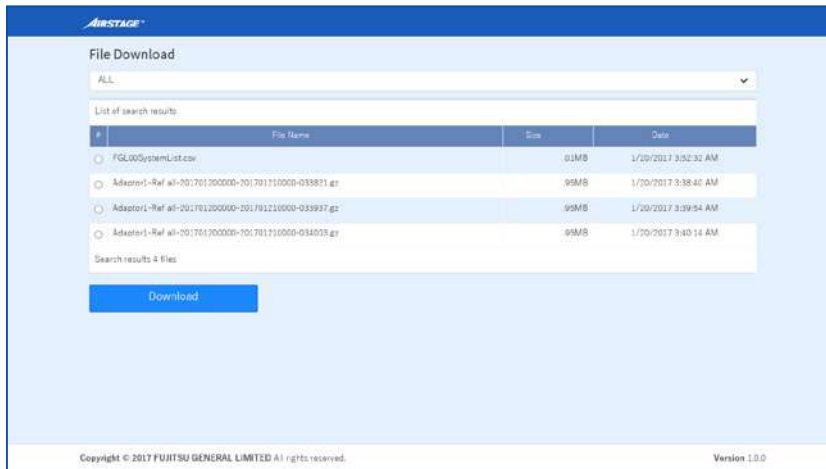 AIRSTAGE™
File Download
ALL
List of search results
# File Name Size Date
FGL00SystemList.csv .01MB 1/20/2017 3:52:32 AM
Adaptor1-Ref all-201701200000-201701210000-033821.gz .95MB 1/20/2017 3:38:40 AM
Adaptor1-Ref all-201701200000-201701210000-033937.gz .95MB 1/20/2017 3:39:54 AM
Adaptor1-Ref all-201701200000-201701210000-034003.gz .95MB 1/20/2017 3:40:14 AM
Search results 4 files
Download
Copyright © 2017 FUJITSU GENERAL LIMITED All rights reserved.
Version 1.0.0